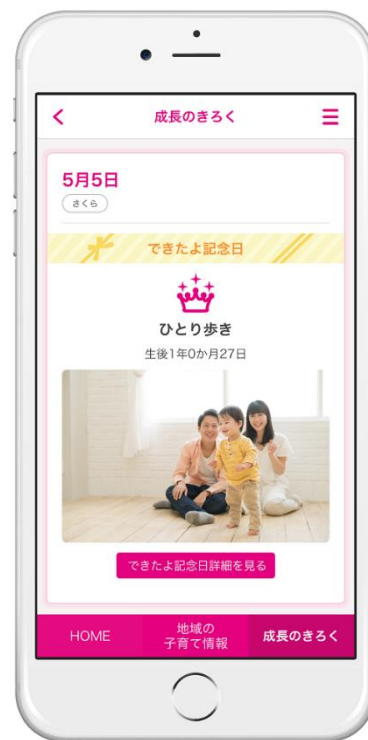 成長のきろく
5月5日
さくら
できたよ記念日
ひとり歩き
生後1年0か月27日
できたよ記念日詳細を見る
HOME
地域の
子育て情報
成長のきろく